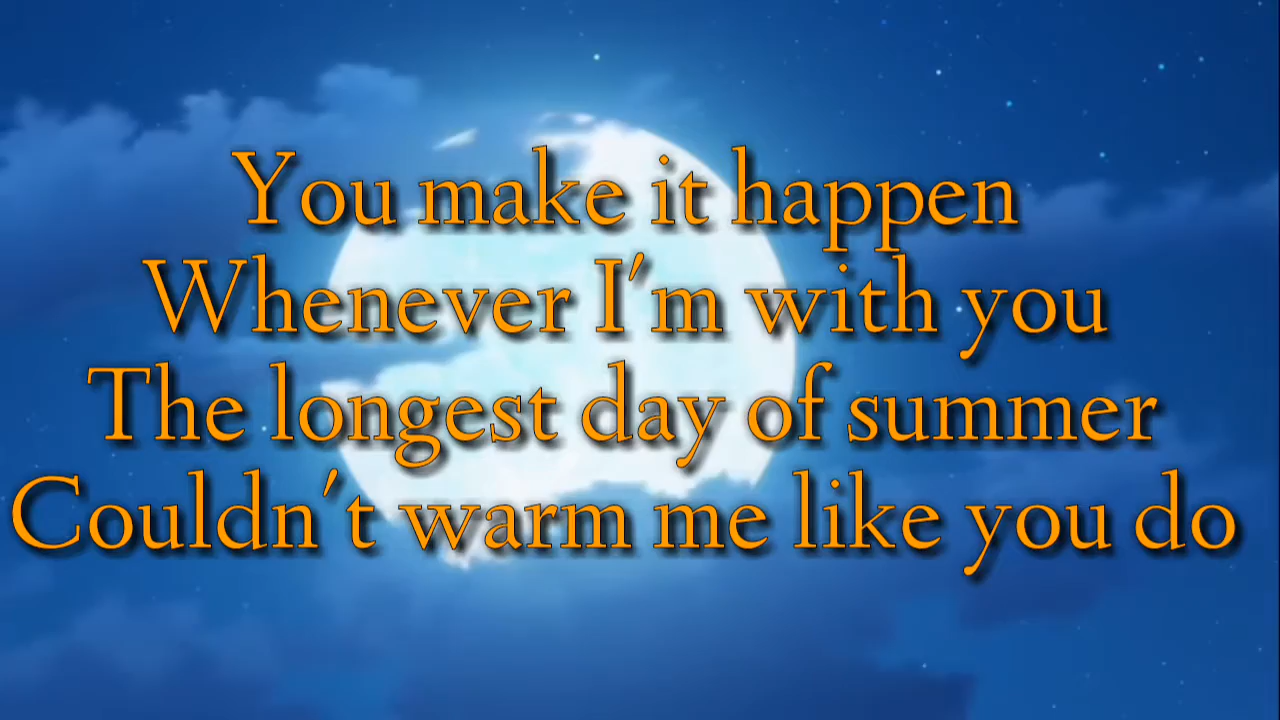 You make it happen
Whenever I'm with you
The longest day of summer
Couldn't warm me like you do